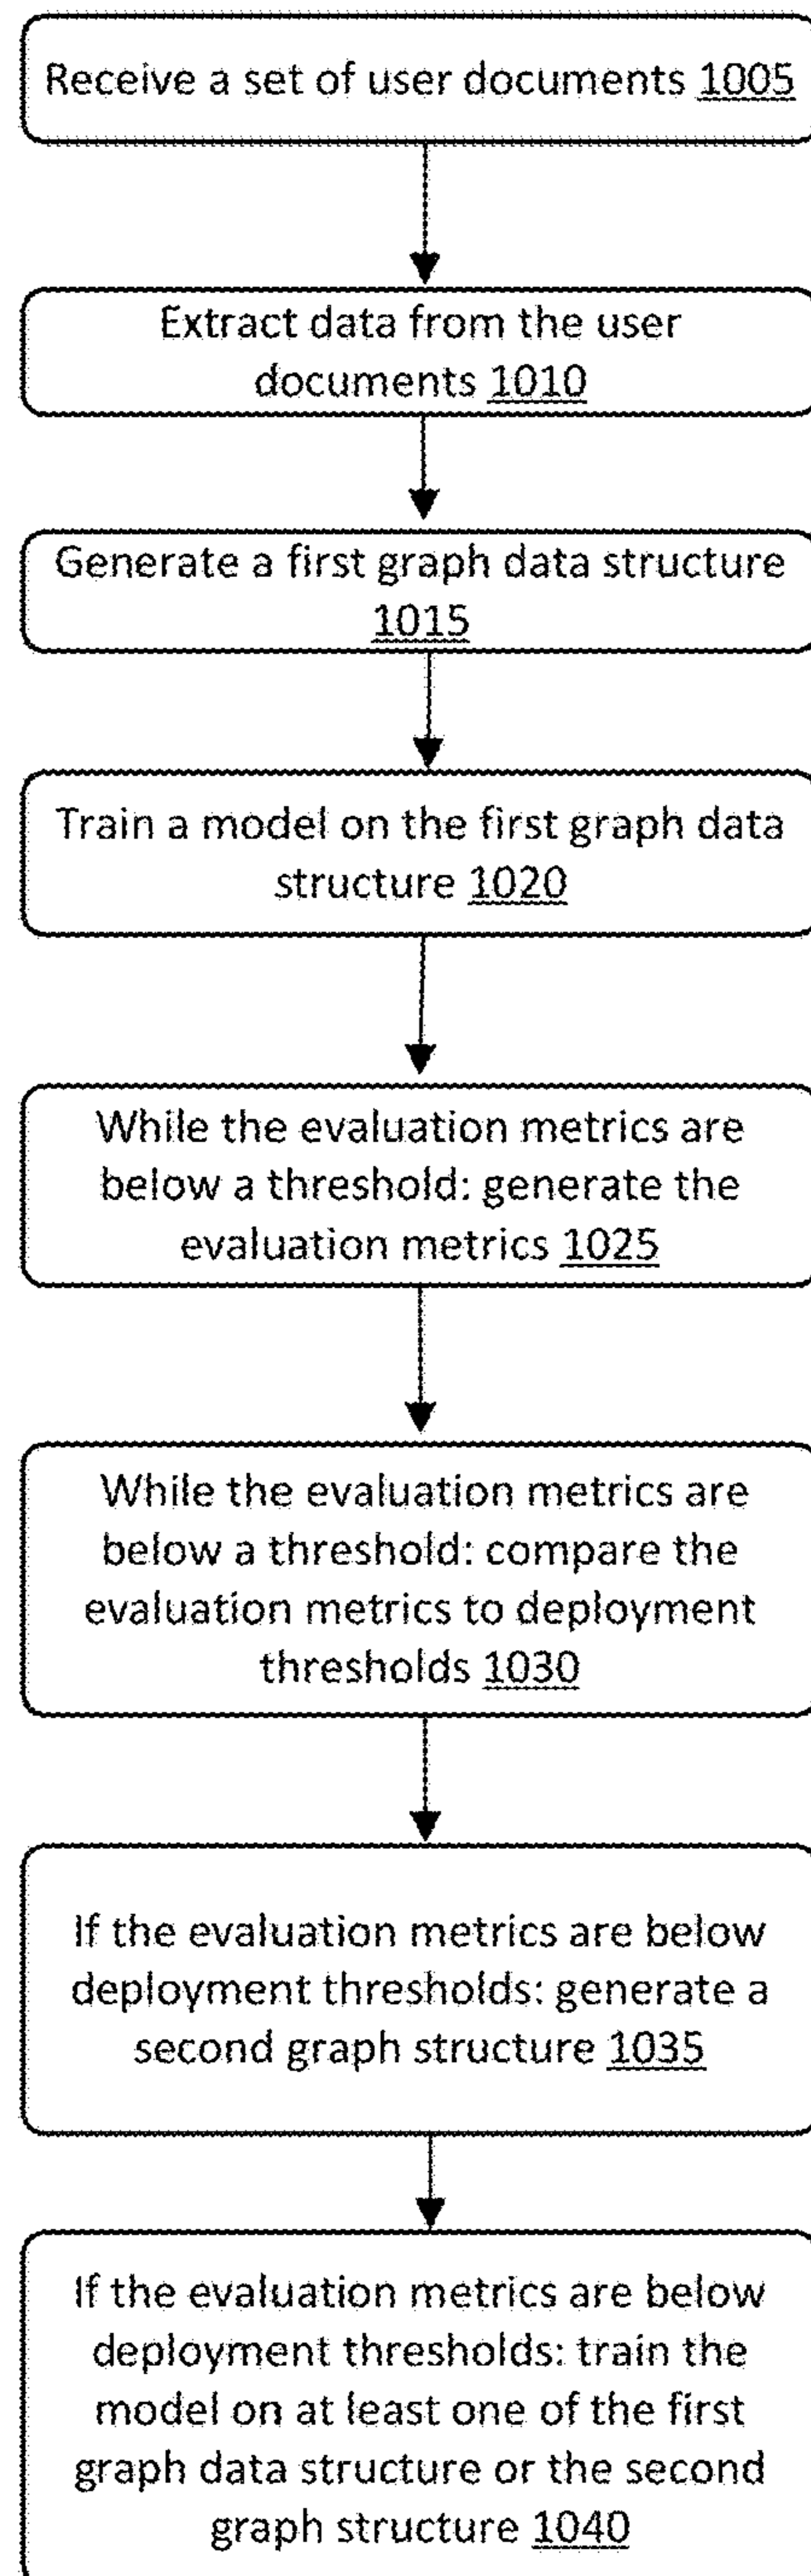 Receive a set of user documents 1005
Extract data from the user
documents 1010
Generate a first graph data structure
1015
Train a model on the first graph data
structure 1020
While the evaluation metrics are
below a threshold: generate the
evaluation metrics 1025
While the evaluation metrics are
below a threshold: compare the
evaluation metrics to deployment
thresholds 1030
If the evaluation metrics are below
deployment thresholds: generate a
second graph structure 1035
If the evaluation metrics are below
deployment thresholds: train the
model on at least one of the first
graph data structure or the second
graph structure 1040